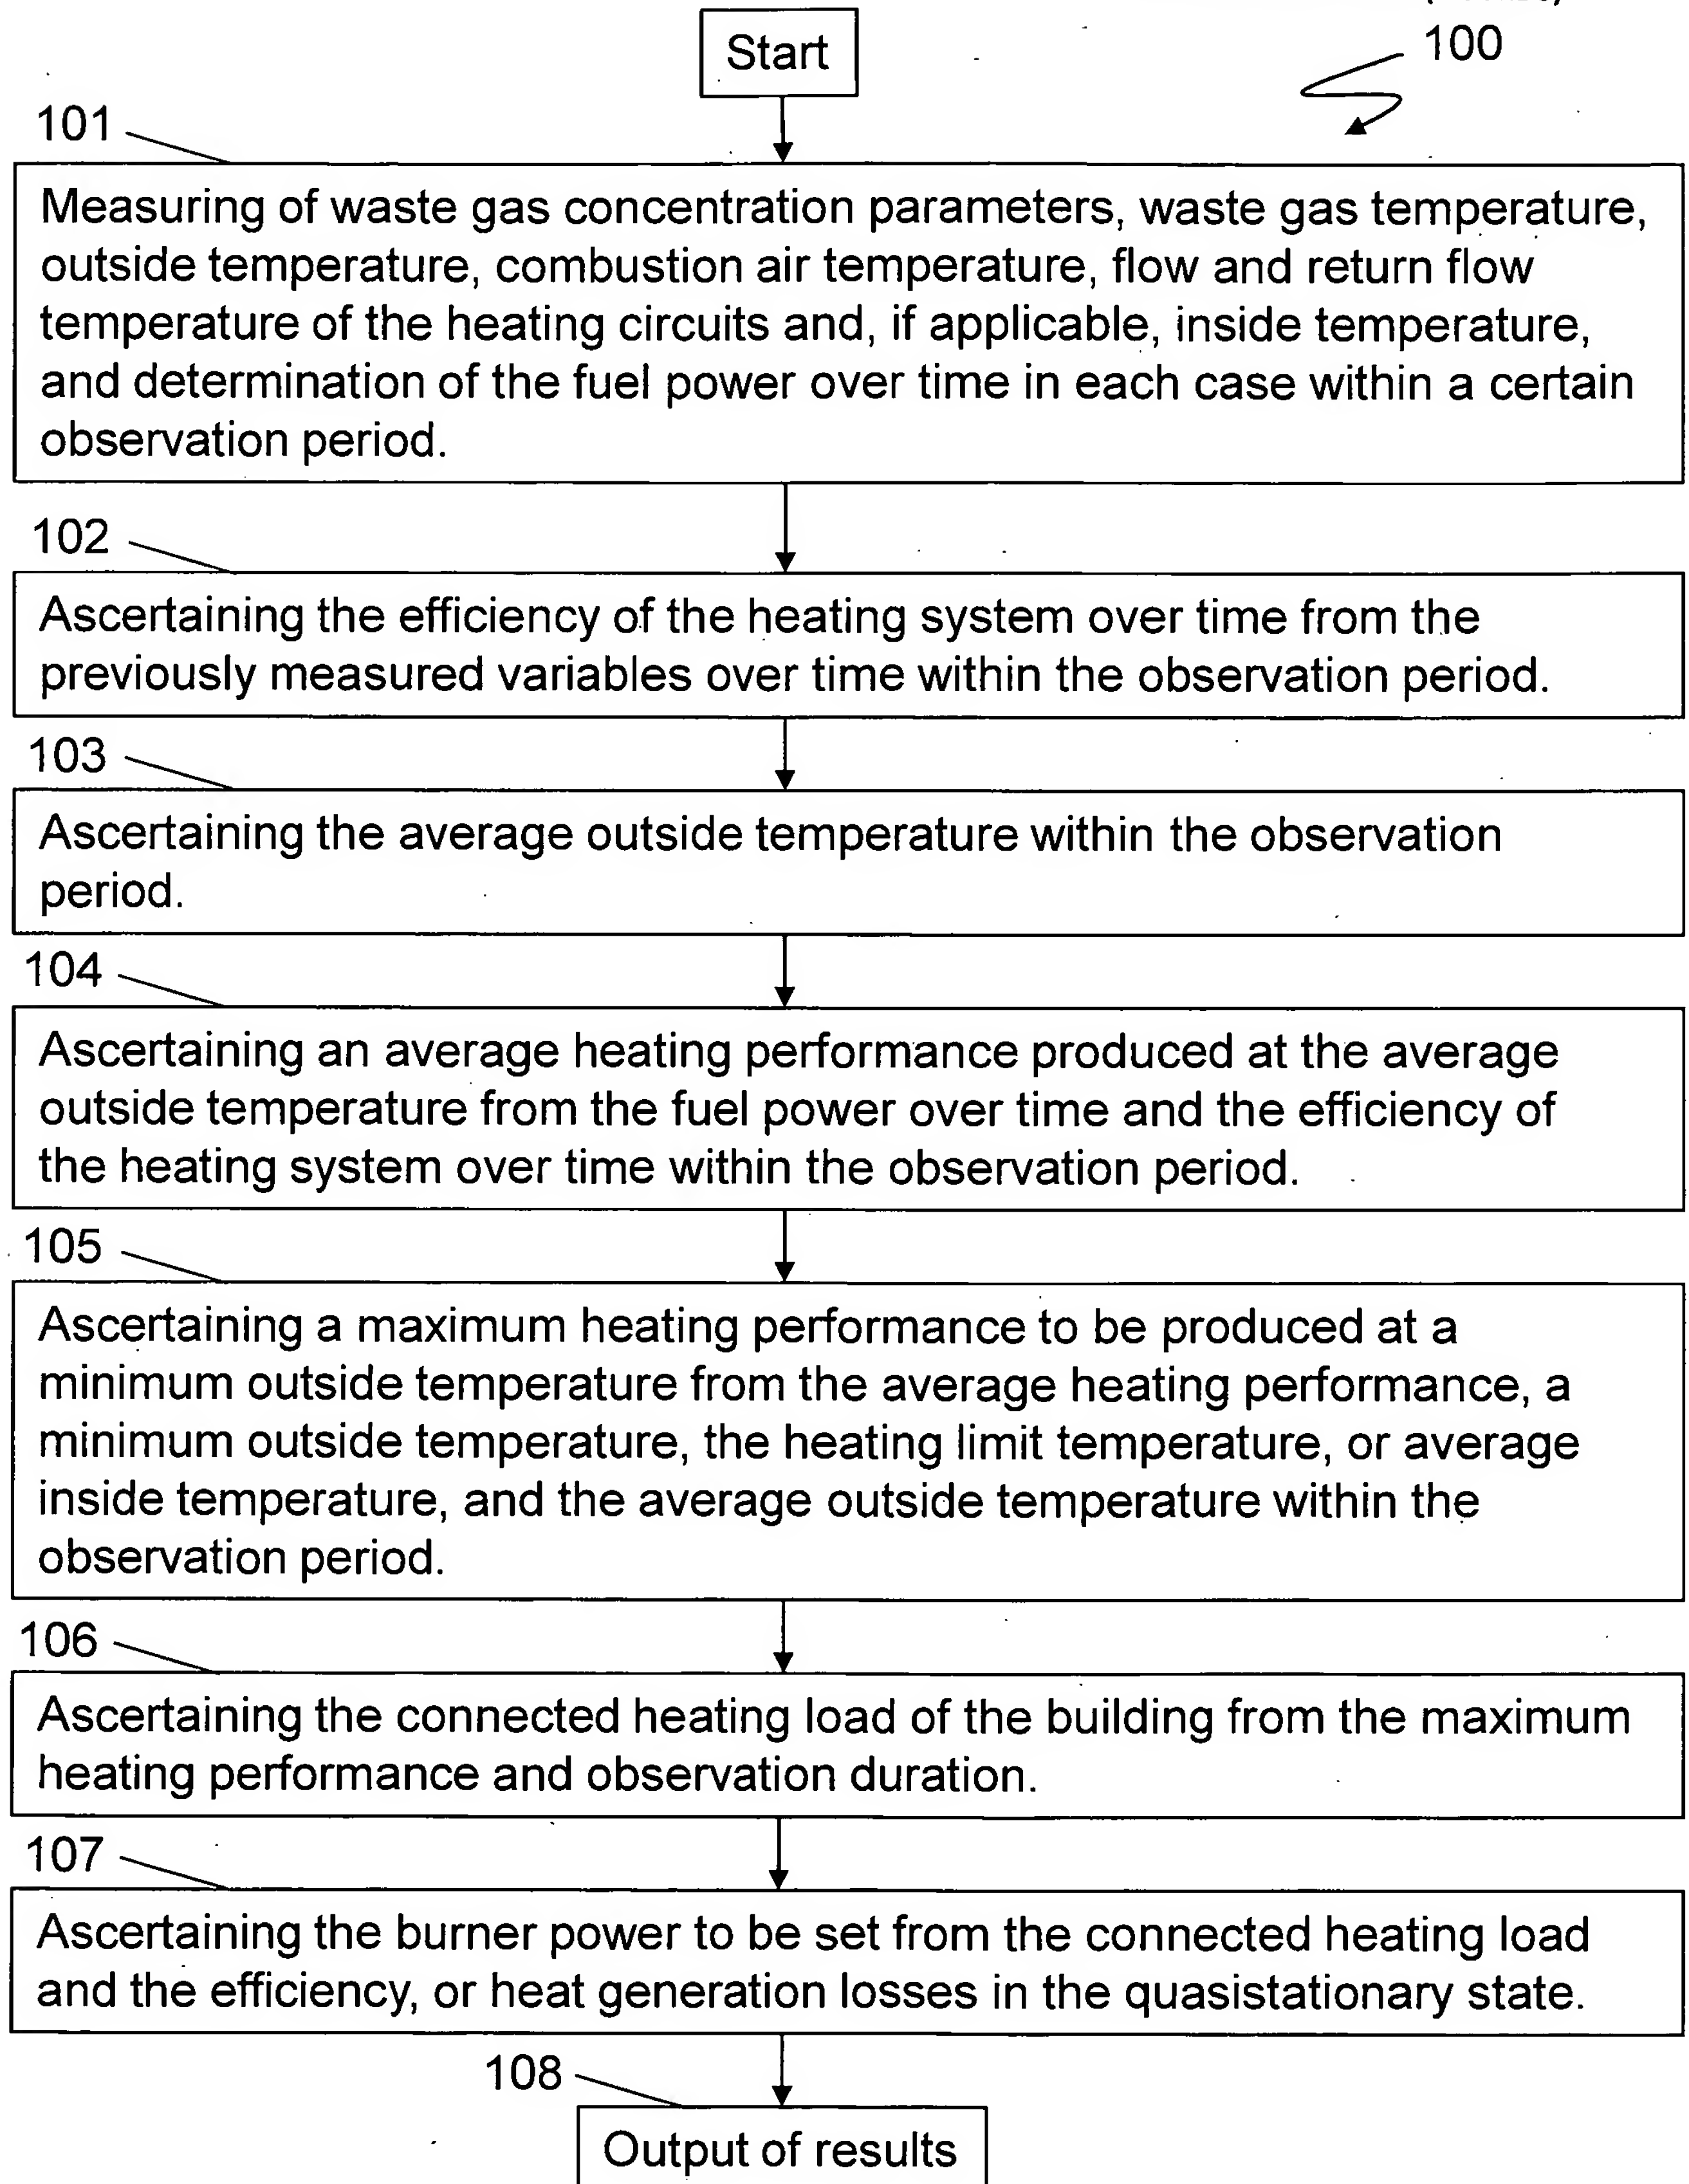 Start
100
101
Measuring of waste gas concentration parameters, waste gas temperature,
outside temperature, combustion air temperature, flow and return flow
temperature of the heating circuits and, if applicable, inside temperature,
and determination of the fuel power over time in each case within a certain
observation period.
102
Ascertaining the efficiency of the heating system over time from the
previously measured variables over time within the observation period.
103
Ascertaining the average outside temperature within the observation
period.
104
Ascertaining an average heating performance produced at the average
outside temperature from the fuel power over time and the efficiency of
the heating system over time within the observation period.
105
Ascertaining a maximum heating performance to be produced at a
minimum outside temperature from the average heating performance, a
minimum outside temperature, the heating limit temperature, or average
inside temperature, and the average outside temperature within the
observation period.
106
Ascertaining the connected heating load of the building from the maximum
heating performance and observation duration.
107
Ascertaining the burner power to be set from the connected heating load
and the efficiency, or heat generation losses in the quasistationary state.
108
Output of results